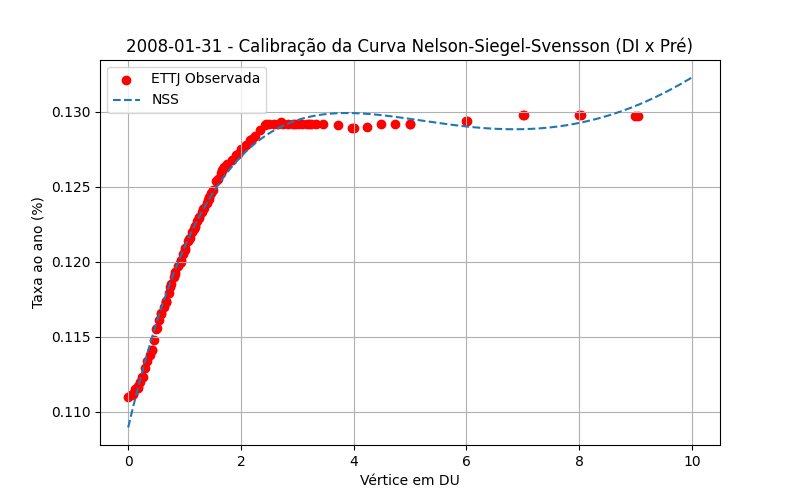 2008-01-31 - Calibração da Curva Nelson-Siegel-Svensson (DI x Pré)
ETTJ Observada
NSS
Taxa ao ano (%)
0.130
0.125
0.120
0.115
0.110
0 2 4 6 8 10
Vértice em DU